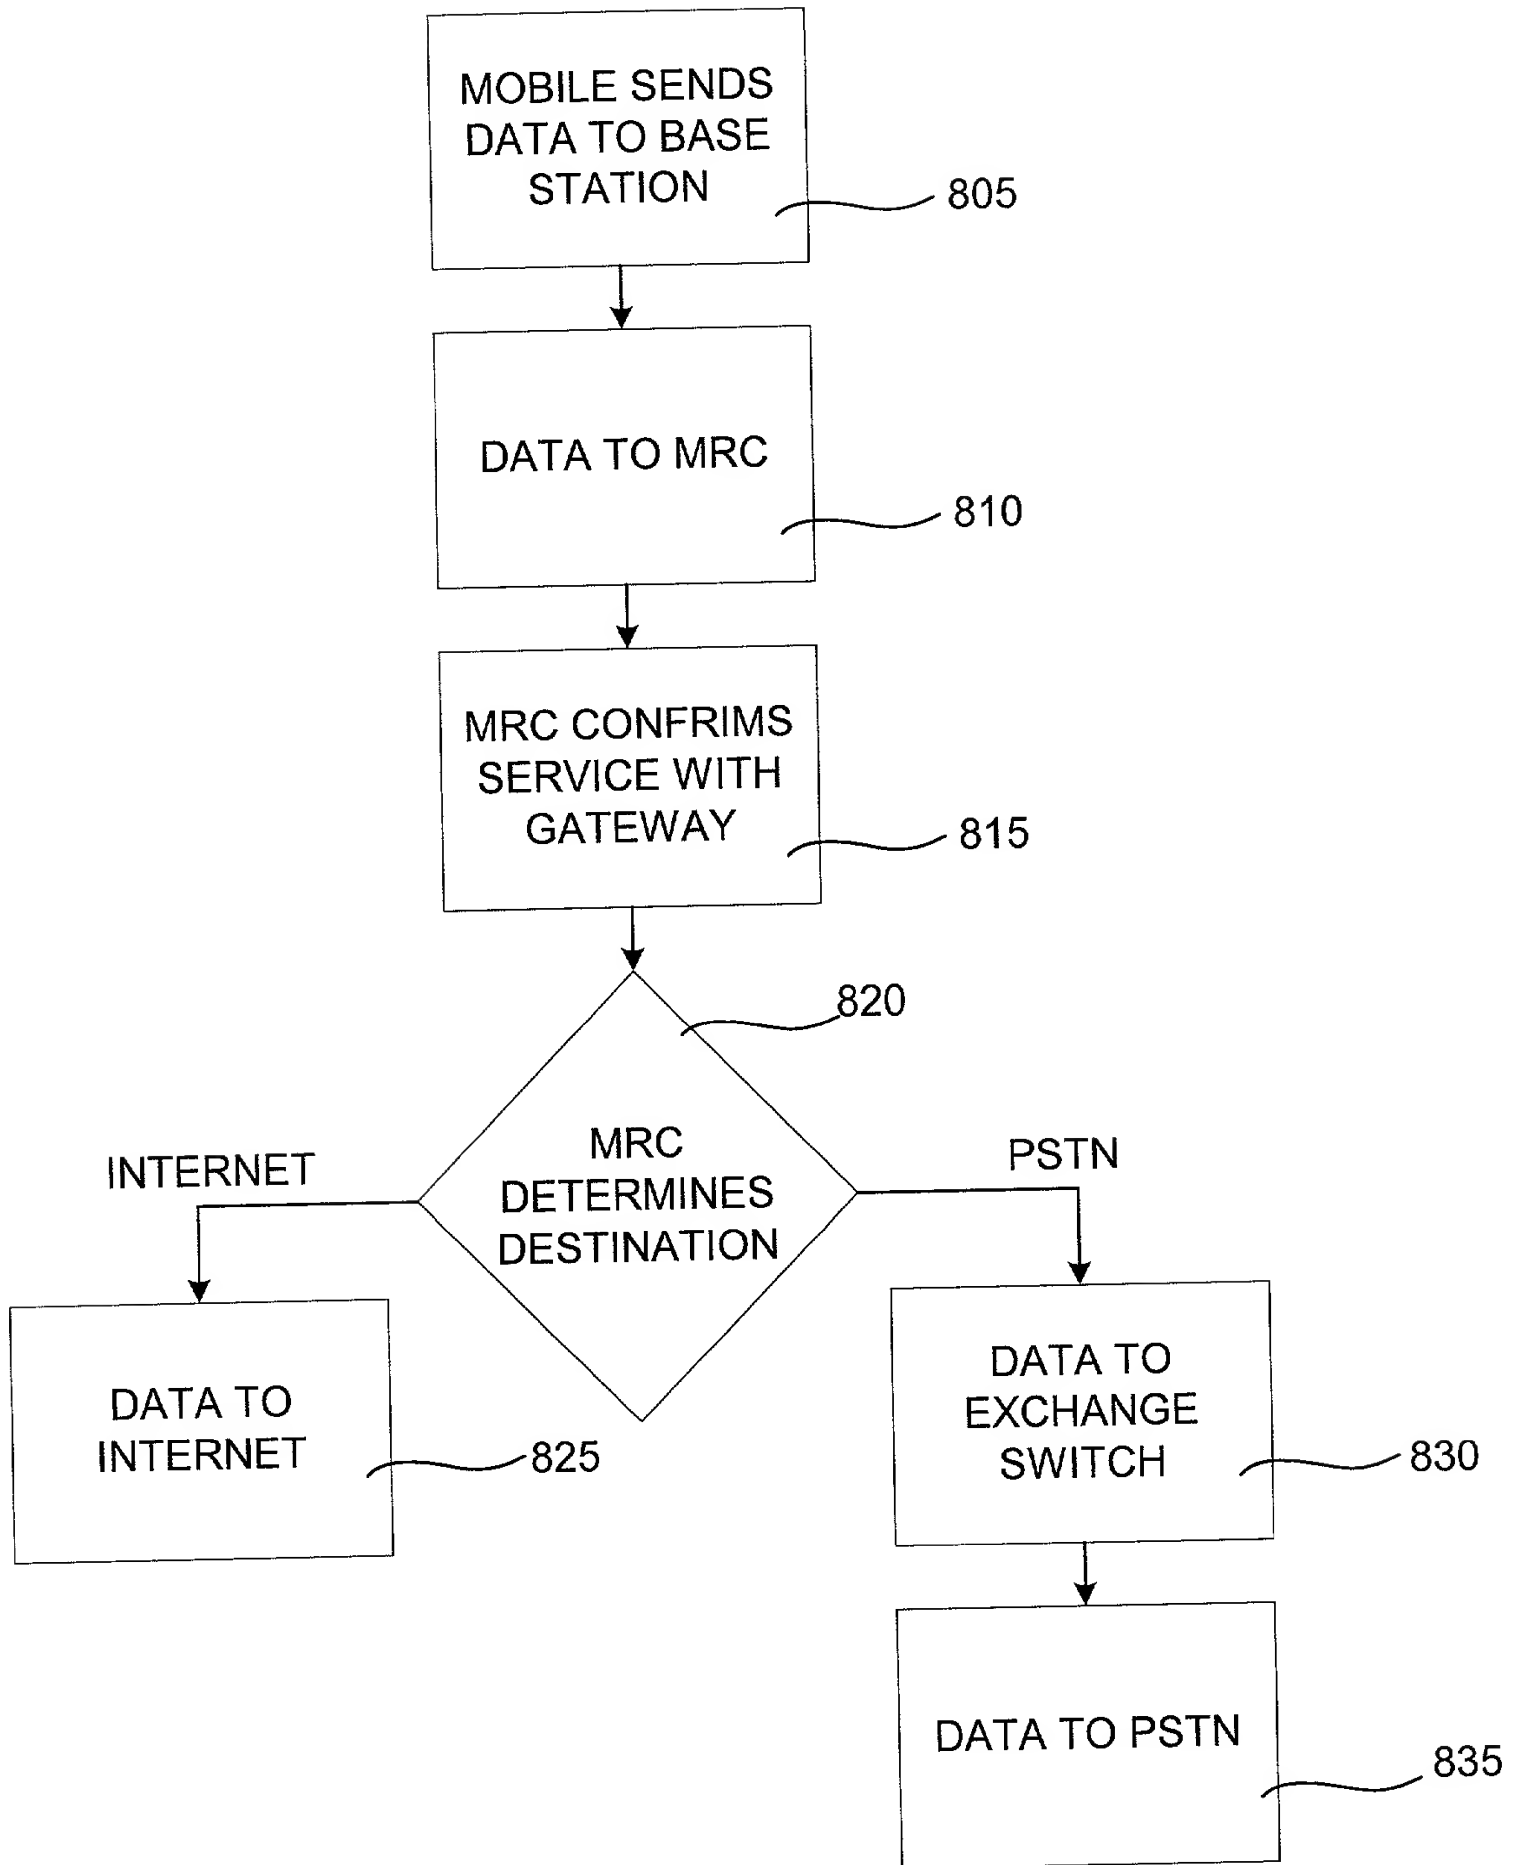 MOBILE SENDS
DATA TO BASE
STATION
805
DATA TO MRC
810
MRC CONFRIMS
SERVICE WITH
GATEWAY
815
820
MRC
DETERMINES
DESTINATION
INTERNET
PSTN
DATA TO
INTERNET
825
DATA TO
EXCHANGE
SWITCH
830
DATA TO PSTN
835